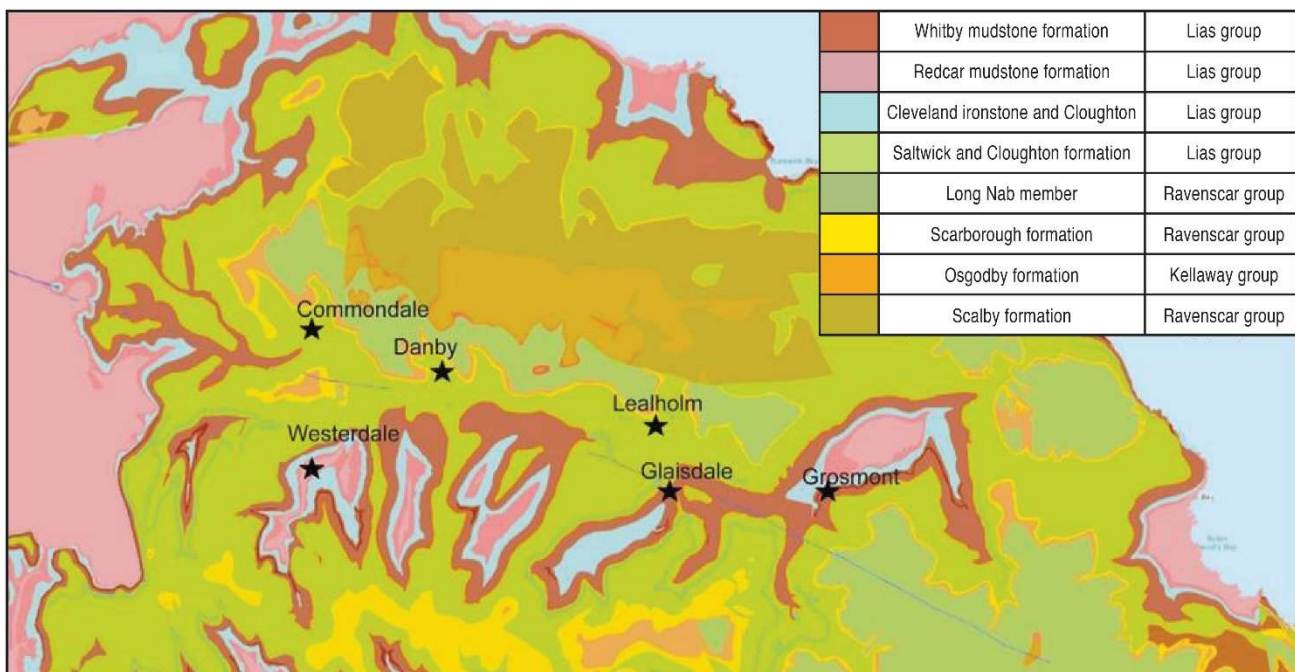 Whitby mudstone formation Lias group
Redcar mudstone formation Lias group
Cleveland ironstone and Cloughton Lias group
Saltwick and Cloughton formation Lias group
Long Nab member Ravenscar group
Scarborough formation Ravenscar group
Osgodby formation Kellaway group
Scalby formation Ravenscar group
Commondale
Danby
Lealholm
Westerdale
Glaisdale
Grosmont